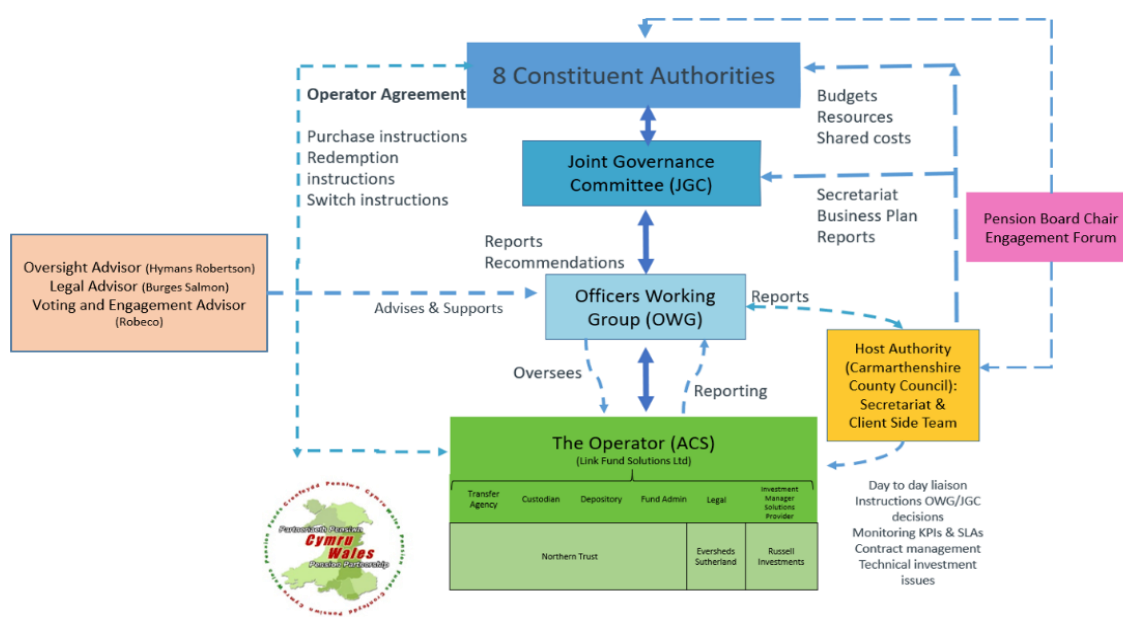 8 Constituent Authorities
Operator Agreement
Purchase instructions
Redemption
instructions
Switch instructions
Budgets
Resources
Shared costs
Joint Governance
Committee (JGC)
Secretariat
Business Plan
Reports
Pension Board Chair
Engagement Forum
Oversight Advisor (Hymans Robertson)
Legal Advisor (Burges Salmon)
Voting and Engagement Advisor
(Robeco)
Reports
Recommendations
Advises & Supports
Officers Working
Group (OWG)
Reports
Host Authority
(Carmarthenshire
County Council):
Secretariat &
Client Side Team
Oversees
Reporting
The Operator (ACS)
(Link Fund Solutions Ltd)
Transfer
Agency
Custodian
Depository
Fund Admin
Legal
Investment
Manager
Solutions
Provider
Northern Trust
Eversheds
Sutherland
Russell
Investments
Day to day liaison
Instructions OWG/JGC
decisions
Monitoring KPIs & SLAs
Contract management
Technical investment
issues
Partneriaeth Pensiwn
Cymru
Wales
Pension Partnership